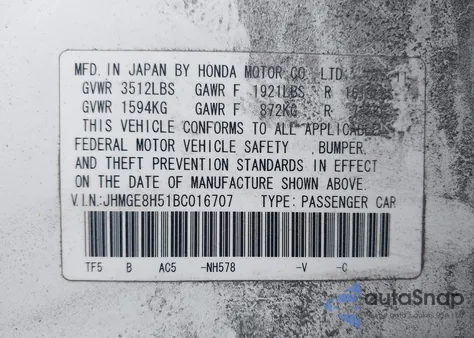 MFD. IN JAPAN BY HONDA MOTOR CO. LTD.
GVWR 3512LBS GAWR F 1921LBS R
GVWR 1594KG GAWR F 872KG R
THIS VEHICLE CONFORMS TO ALL APPLICABLE
FEDERAL MOTOR VEHICLE SAFETY , BUMPER,
AND THEFT PREVENTION STANDARDS IN EFFECT
ON THE DATE OF MANUFACTURE SHOWN ABOVE.
V.I.N.:JHMGE8H51BC016707 TYPE: PASSENGER CAR
TF5 B AC5 -NH578 -V -C
autoSnap